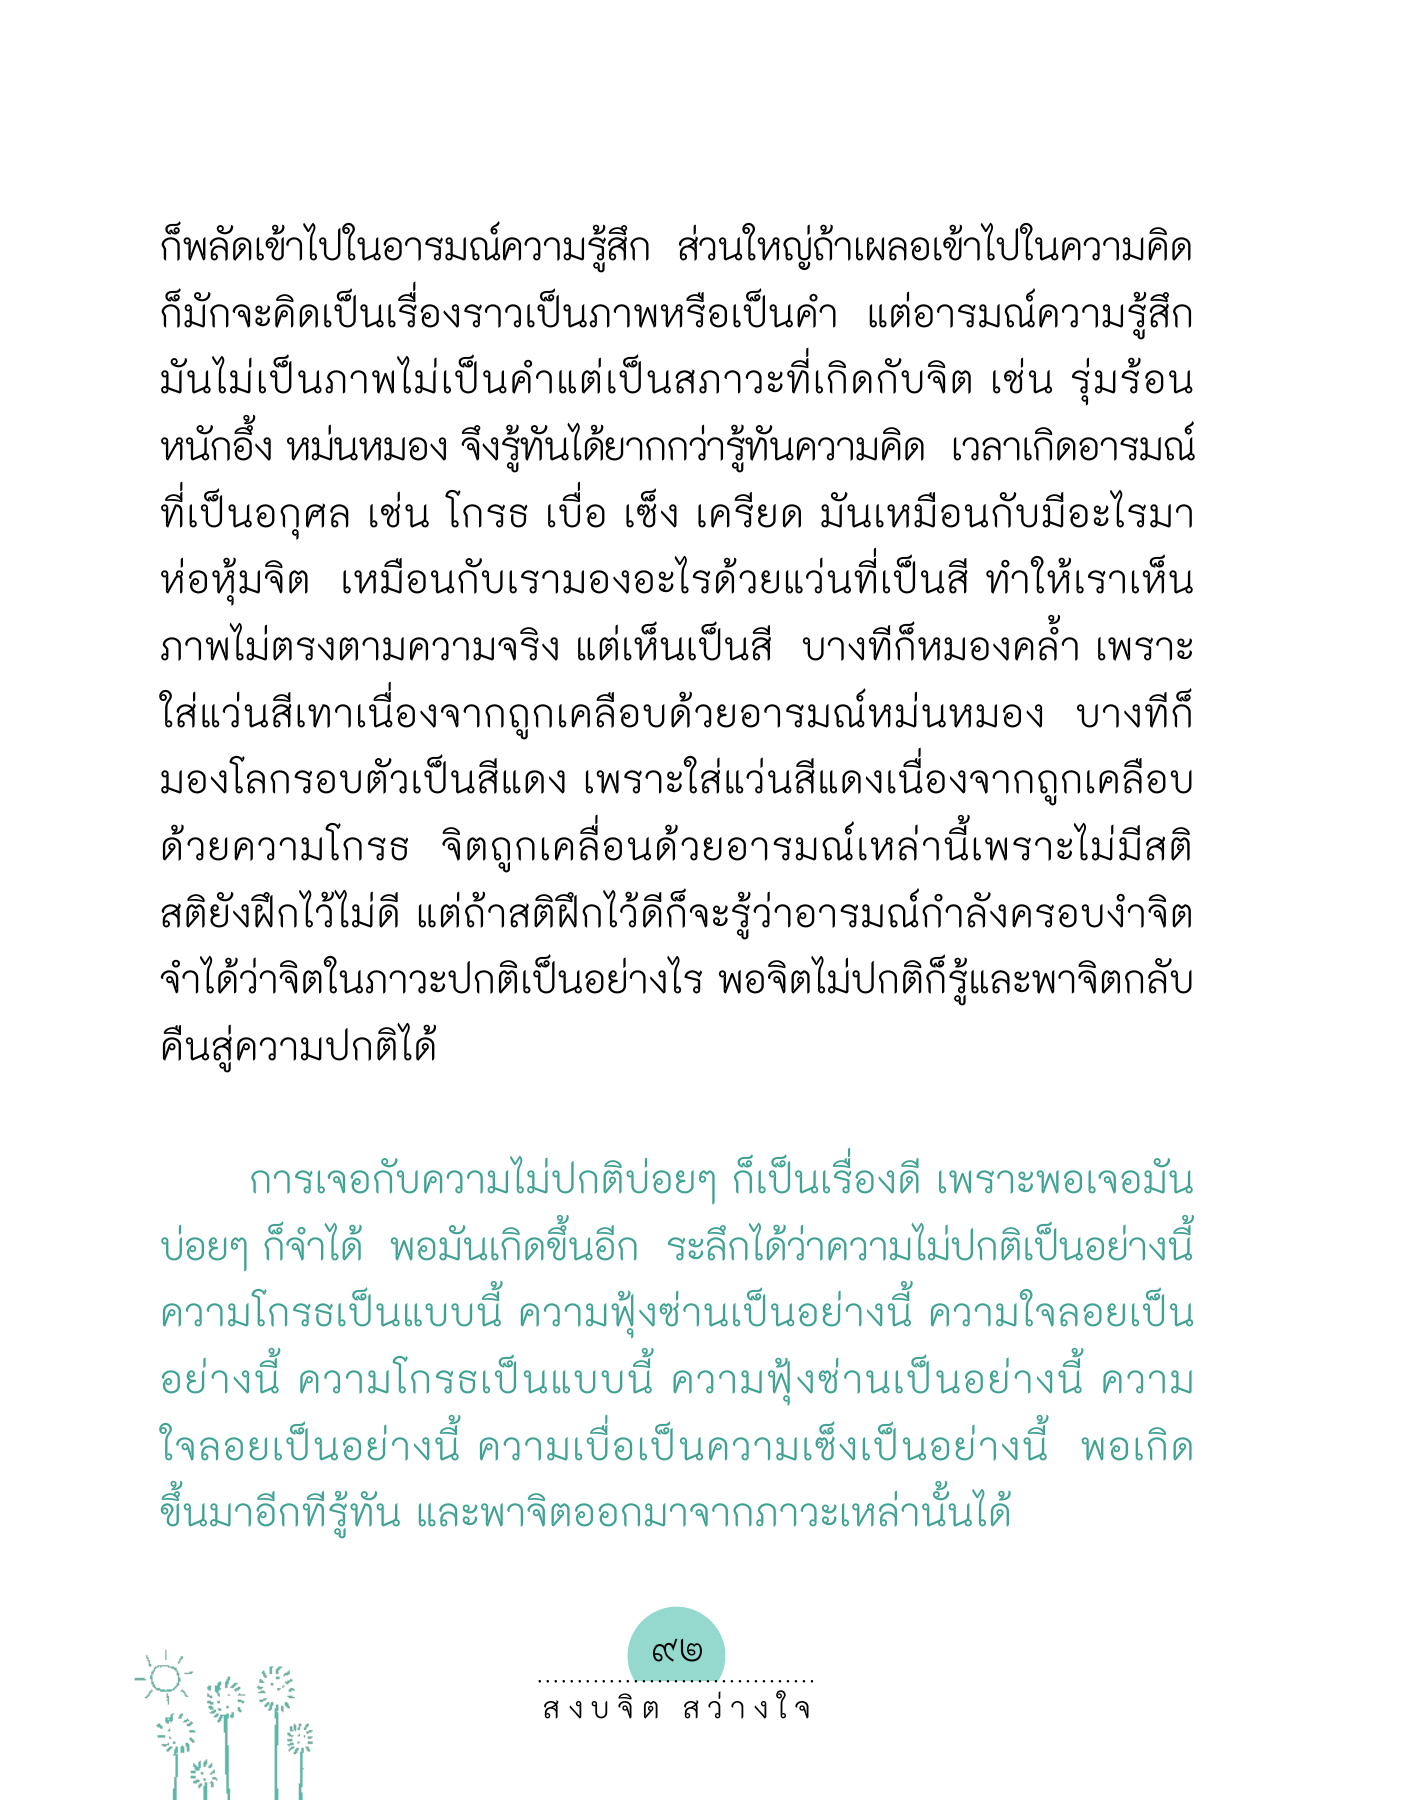 ก็พลัดเข้าไปในอารมณ์ความรู้สึก ส่วนใหญ่ถ้าเผลอเข้าไปในความคิด
ก็มักจะคิดเป็นเรื่องราวเป็นภาพหรือเป็นคำ แต่อารมณ์ความรู้สึก
มันไม่เป็นภาพไม่เป็นคำแต่เป็นสภาวะที่เกิดกับจิต เช่น รุ่มร้อน
หนักอึ้ง หม่นหมอง จึงรู้ทันได้ยากกว่ารู้ทันความคิด เวลาเกิดอารมณ์
ที่เป็นอกุศล เช่น โกรธ เบื่อ เซ็ง เครียด มันเหมือนกับมีอะไรมา
ห่อหุ้มจิต เหมือนกับเรามองอะไรด้วยแว่นที่เป็นสี ทำให้เราเห็น
ภาพไม่ตรงตามความจริง แต่เห็นเป็นสี บางทีก็หมองคล้ำ เพราะ
ใส่แว่นสีเทาเนื่องจากถูกเคลือบด้วยอารมณ์หม่นหมอง บางทีก็
มองโลกรอบตัวเป็นสีแดง เพราะใส่แว่นสีแดงเนื่องจากถูกเคลือบ
ด้วยความโกรธ จิตถูกเคลื่อนด้วยอารมณ์เหล่านี้เพราะไม่มีสติ
สติยังฝึกไว้ไม่ดี แต่ถ้าสติฝึกไว้ดีก็จะรู้ว่าอารมณ์กำลังครอบงำจิต
จำได้ว่าจิตในภาวะปกติเป็นอย่างไร พอจิตไม่ปกติก็รู้และพาจิตกลับ
คืนสู่ความปกติได้
การเจอกับความไม่ปกติบ่อยๆ ก็เป็นเรื่องดี เพราะพอเจอมัน
บ่อยๆ ก็จำได้ พอมันเกิดขึ้นอีก ระลึกได้ว่าความไม่ปกติเป็นอย่างนี้
ความโกรธเป็นแบบนี้ ความฟุ้งซ่านเป็นอย่างนี้ ความใจลอยเป็น
อย่างนี้ ความโกรธเป็นแบบนี้ ความฟุ้งซ่านเป็นอย่างนี้ ความ
ใจลอยเป็นอย่างนี้ ความเบื่อเป็นความเซ็งเป็นอย่างนี้ พอเกิด
ขึ้นมาอีกทีรู้ทัน และพาจิตออกมาจากภาวะเหล่านั้นได้
๙๒
สงบจิต สว่างใจ